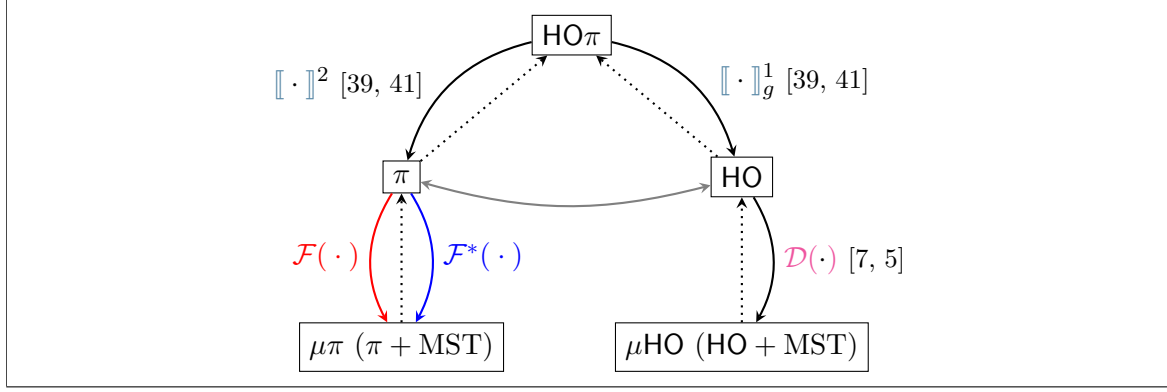 HOπ
⟦·⟧² [39, 41]
⟦·⟧¹_g [39, 41]
π
HO
F(·)
F*(·)
D(·) [7, 5]
μπ (π + MST)
μHO (HO + MST)